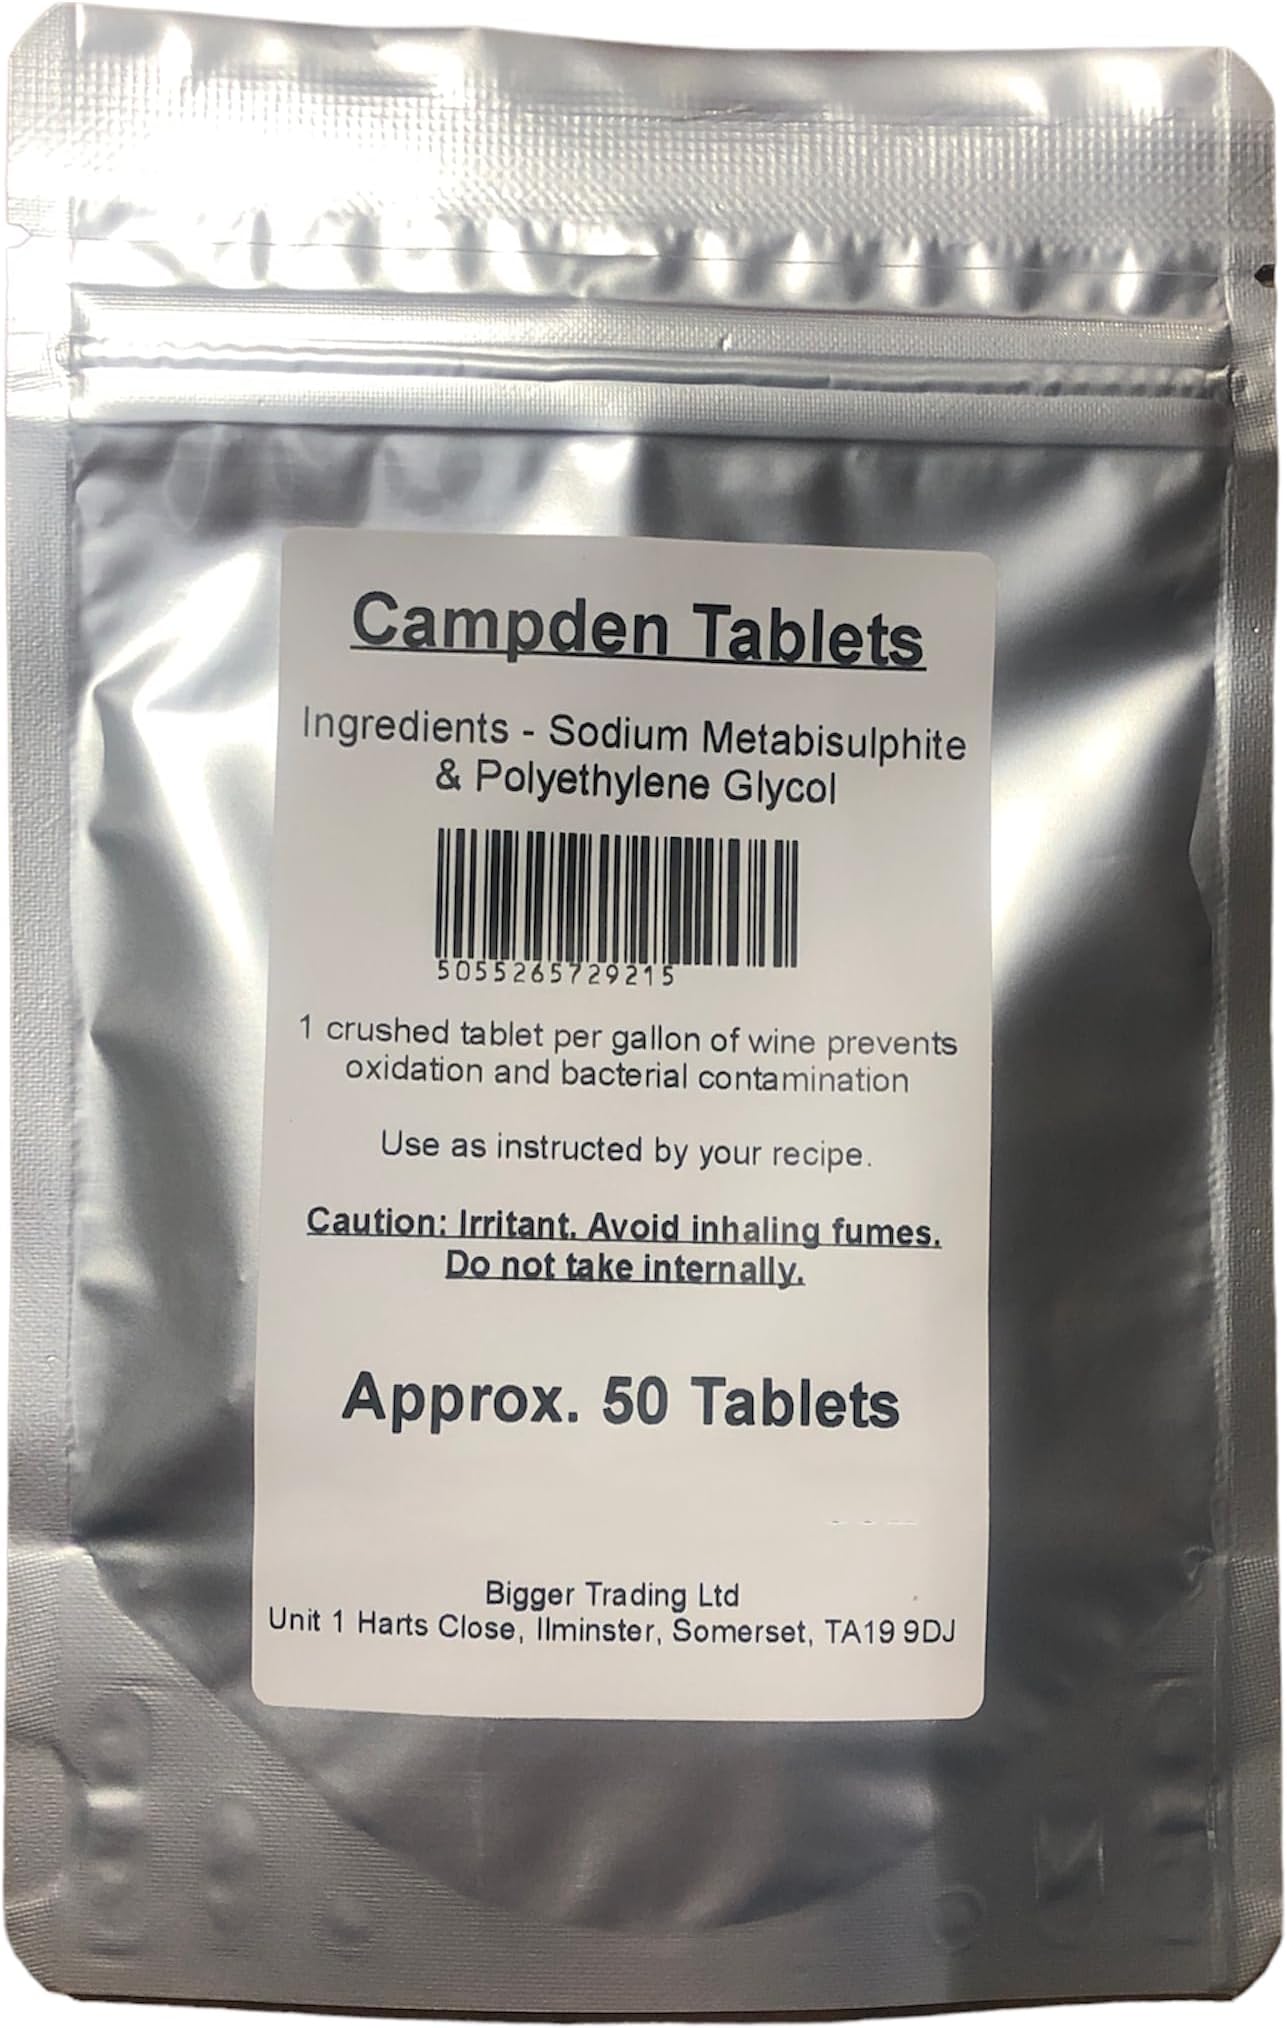 Campden Tablets
Ingredients - Sodium Metabisulphite
& Polyethylene Glycol
5055265729215
1 crushed tablet per gallon of wine prevents
oxidation and bacterial contamination
Use as instructed by your recipe.
Caution: Irritant. Avoid inhaling fumes.
Do not take internally.
Approx. 50 Tablets
Bigger Trading Ltd
Unit 1 Harts Close, Ilminster, Somerset, TA19 9DJ